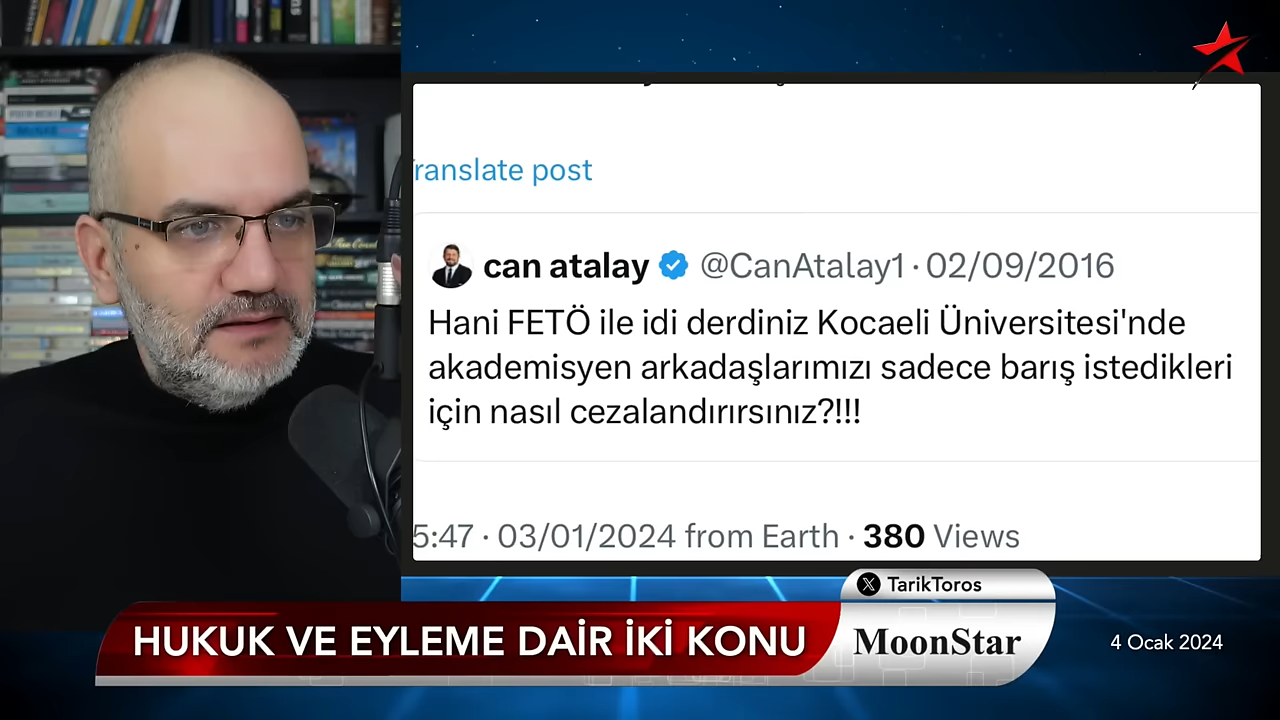 ranslate post
can atalay @CanAtalay1 · 02/09/2016
Hani FETÖ ile idi derdiniz Kocaeli Üniversitesi'nde
akademisyen arkadaşlarımızı sadece barış istedikleri
için nasıl cezalandırırsınız?!!!
5:47 · 03/01/2024 from Earth · 380 Views
TarikToros
HUKUK VE EYLEME DAİR İKİ KONU
MoonStar
4 Ocak 2024